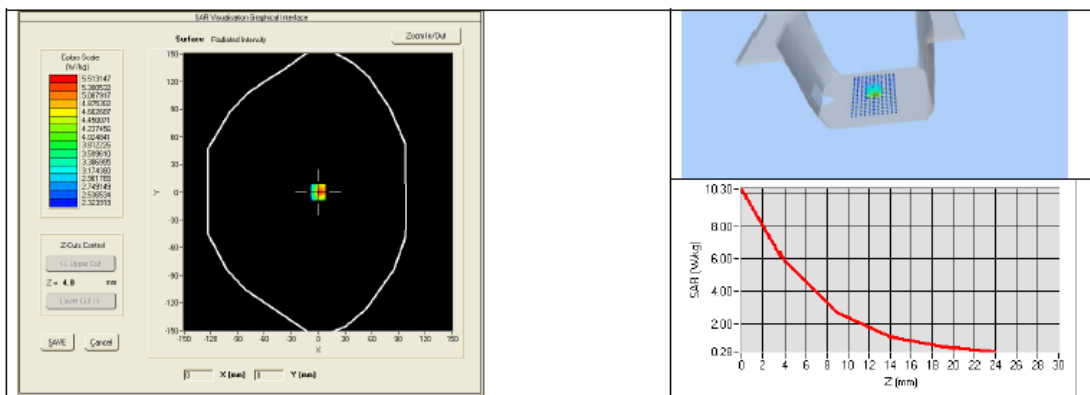 SAR Visualisation Graphical Interface
Surface Radiated Intensity
Zoom In/Out
Colors Scale
(W/kg)
5.513147
5.300532
5.087917
4.875302
4.662687
4.450071
4.237456
4.024841
3.812226
3.599610
3.386995
3.174380
2.961765
2.749149
2.536534
2.323919
150
120
90
60
30
Y
0
-30
-60
-90
-120
-150
-150 -120 -90 -60 -30 0 30 60 90 120 150
X
Z-Cuts Control
<< Upper Cut
Z = 4.0 mm
Lower Cut >>
SAVE Cancel
X (mm) Y (mm)
10.30
8.00
6.00
4.00
2.00
0.28
SAR (W/kg)
0 2 4 6 8 10 12 14 16 18 20 22 24 26 28 30
Z (mm)